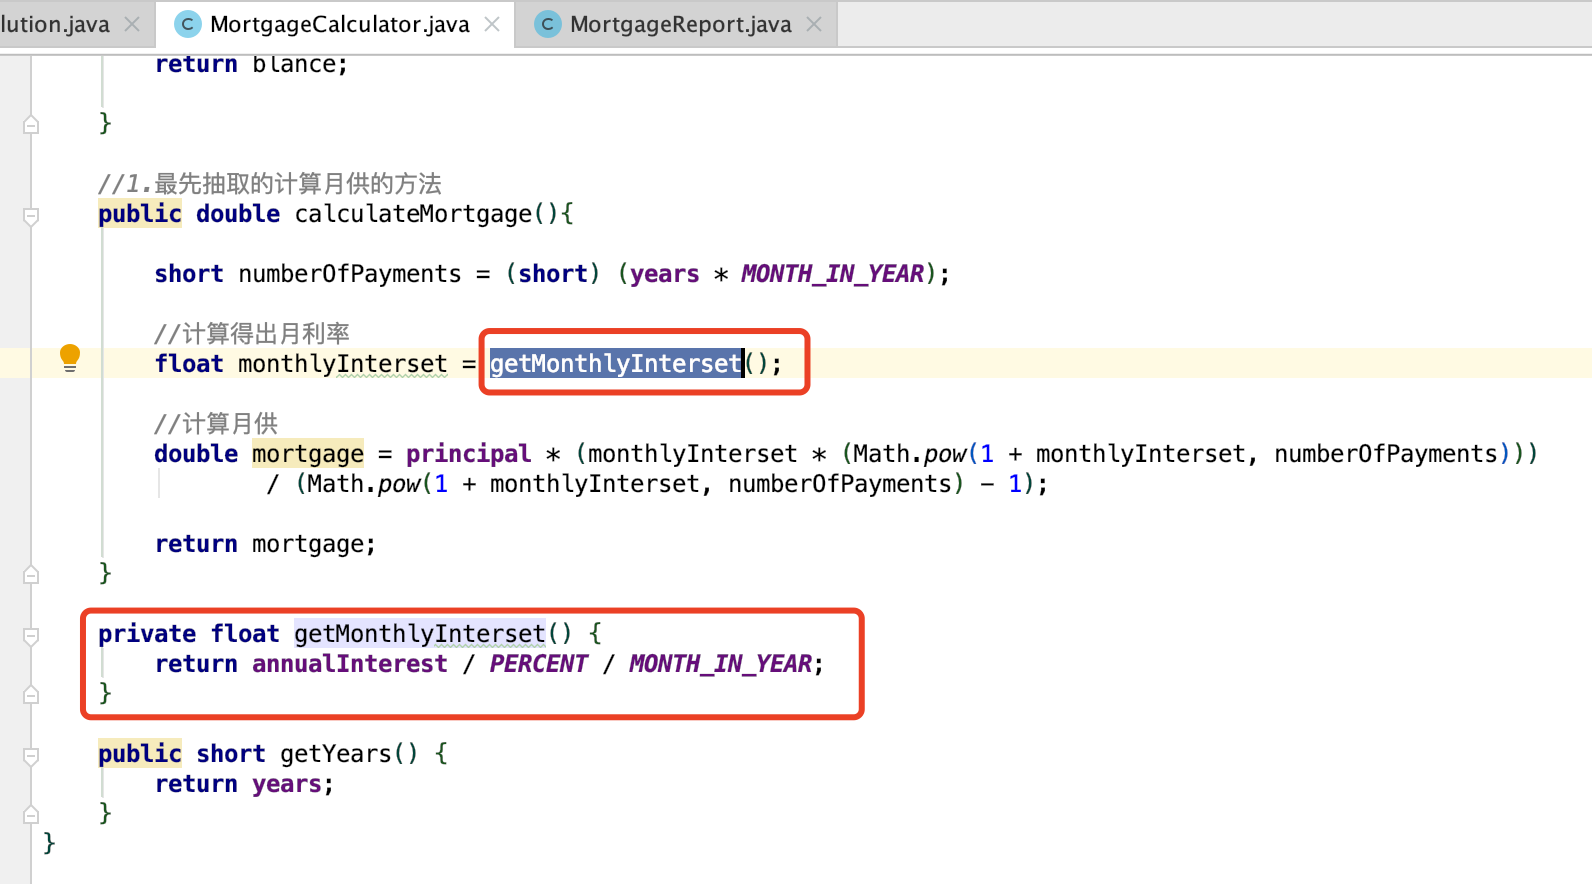 lution.java × C MortgageCalculator.java × C MortgageReport.java ×
return blance;
}
//1.最先抽取的计算月供的方法
public double calculateMortgage(){
short numberOfPayments = (short) (years * MONTH_IN_YEAR);
//计算得出月利率
float monthlyInterset = getMonthlyInterset();
//计算月供
double mortgage = principal * (monthlyInterset * (Math.pow(1 + monthlyInterset, numberOfPayments)))
/ (Math.pow(1 + monthlyInterset, numberOfPayments) - 1);
return mortgage;
}
private float getMonthlyInterset() {
return annualInterest / PERCENT / MONTH_IN_YEAR;
}
public short getYears() {
return years;
}
}